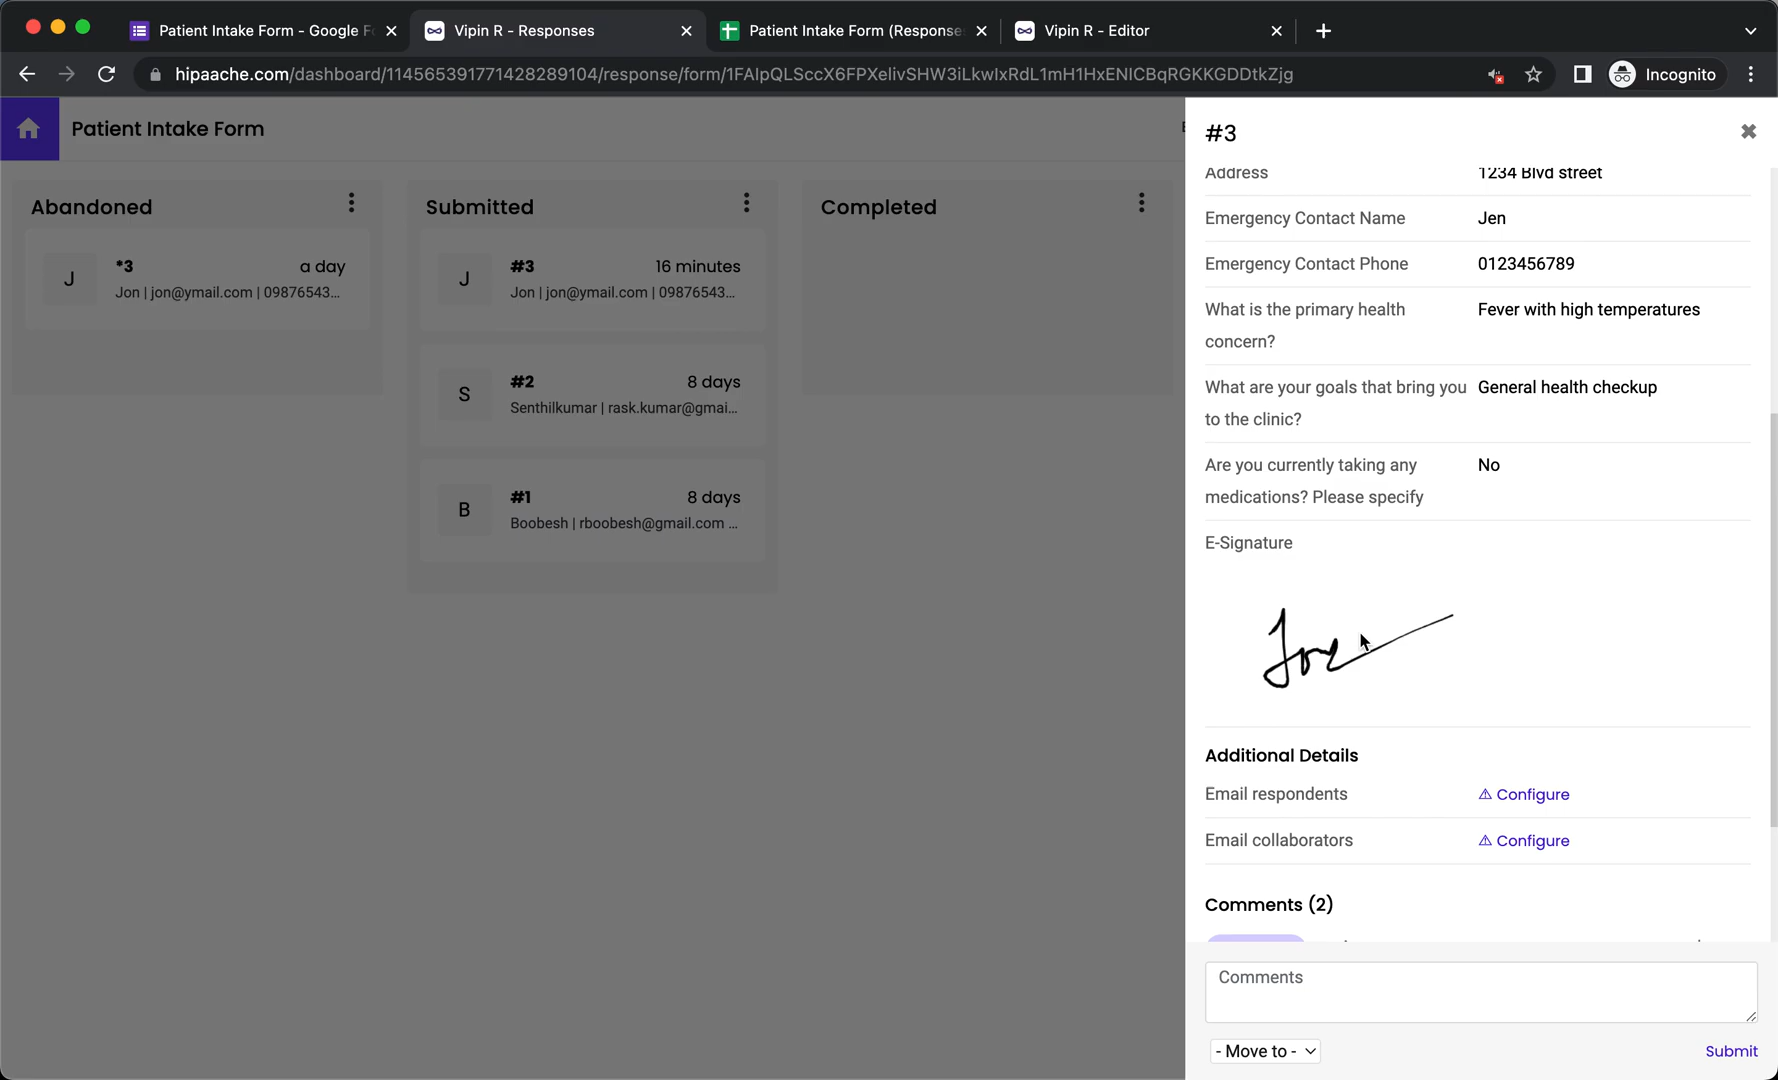 Patient Intake Form - Google Fo
Vipin R - Responses
Patient Intake Form (Response
Vipin R - Editor
hipaache.com/dashboard/114565391771428289104/response/form/1FAIpQLSccX6FPXelivSHW3iLkwIxRdL1mH1HxENICBqRGKKGDDtkZjg
Incognito
Patient Intake Form
Abandoned
J
*3
a day
Jon | jon@ymail.com | 09876543...
Submitted
J
#3
16 minutes
Jon | jon@ymail.com | 09876543...
S
#2
8 days
Senthilkumar | rask.kumar@gmai...
B
#1
8 days
Boobesh | rboobesh@gmail.com ...
Completed
#3
Address
1234 Blvd street
Emergency Contact Name
Jen
Emergency Contact Phone
0123456789
What is the primary health
concern?
Fever with high temperatures
What are your goals that bring you
to the clinic?
General health checkup
Are you currently taking any
medications? Please specify
No
E-Signature
Additional Details
Email respondents
⚠ Configure
Email collaborators
⚠ Configure
Comments (2)
Comments
- Move to -
Submit